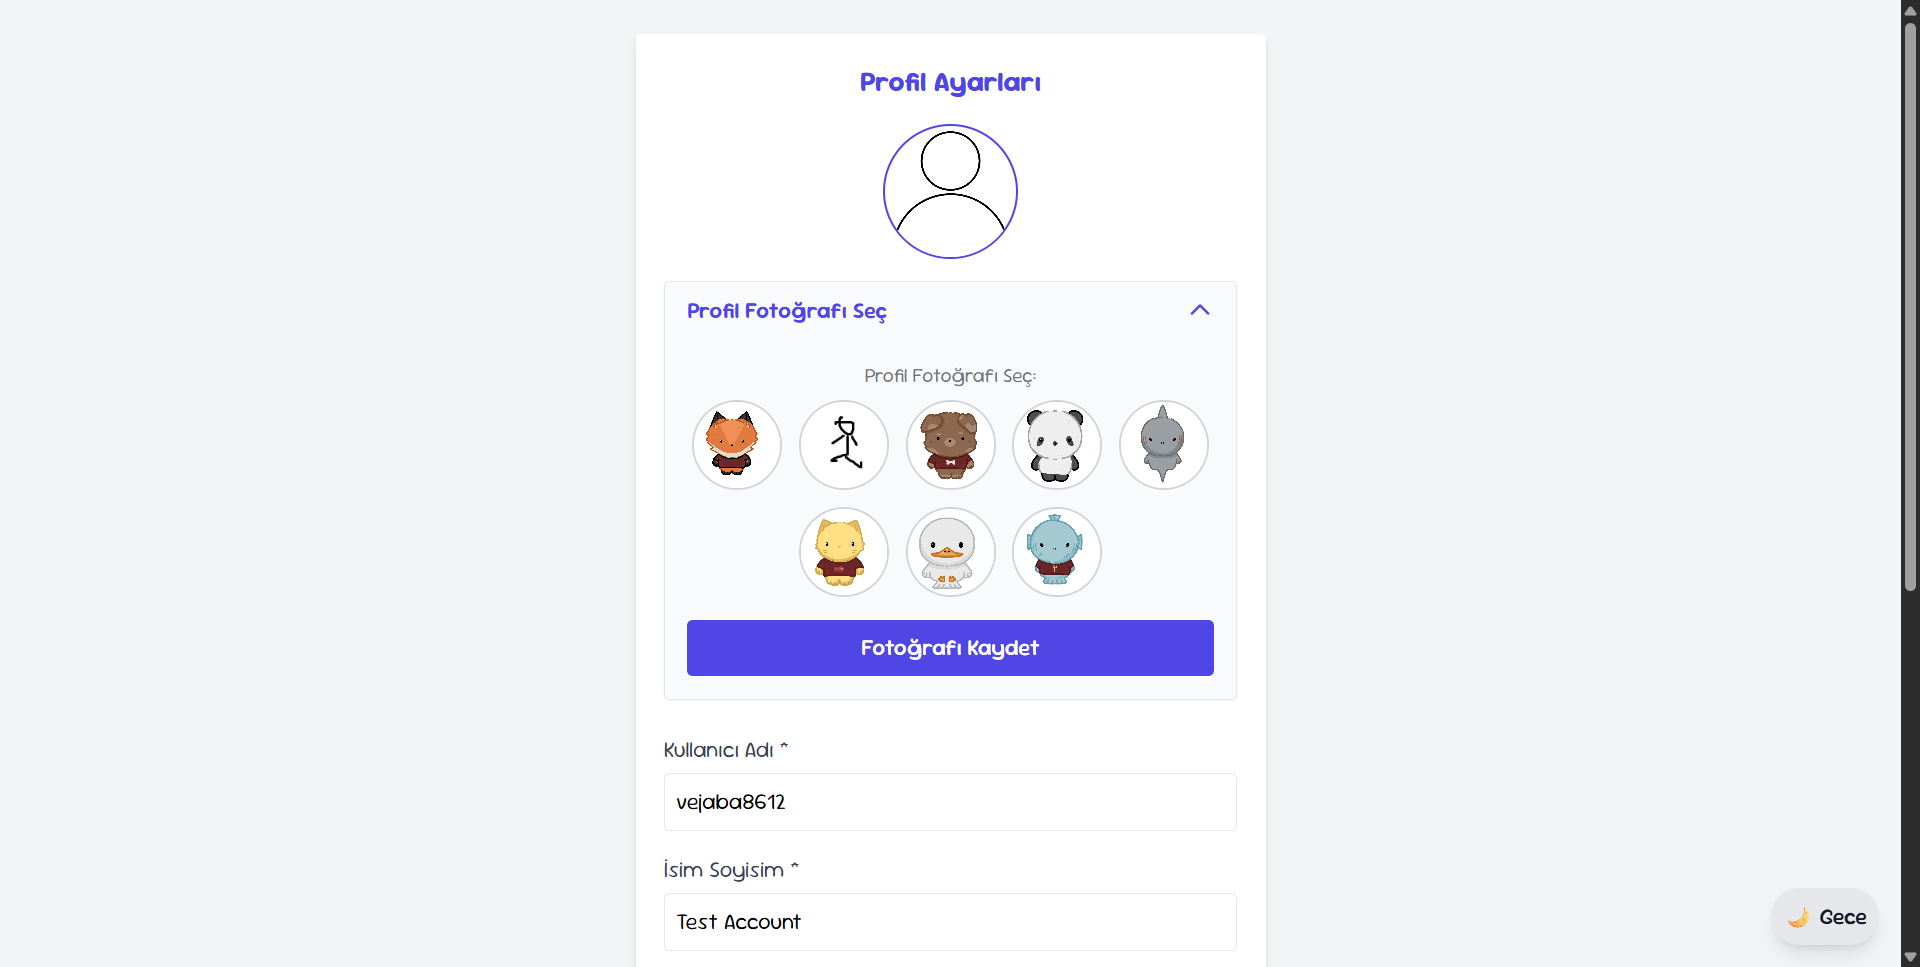 Profil Ayarları
Profil Fotoğrafı Seç
Profil Fotoğrafı Seç:
Fotoğrafı Kaydet
Kullanıcı Adı *
vejaba8612
İsim Soyisim *
Test Account
Gece